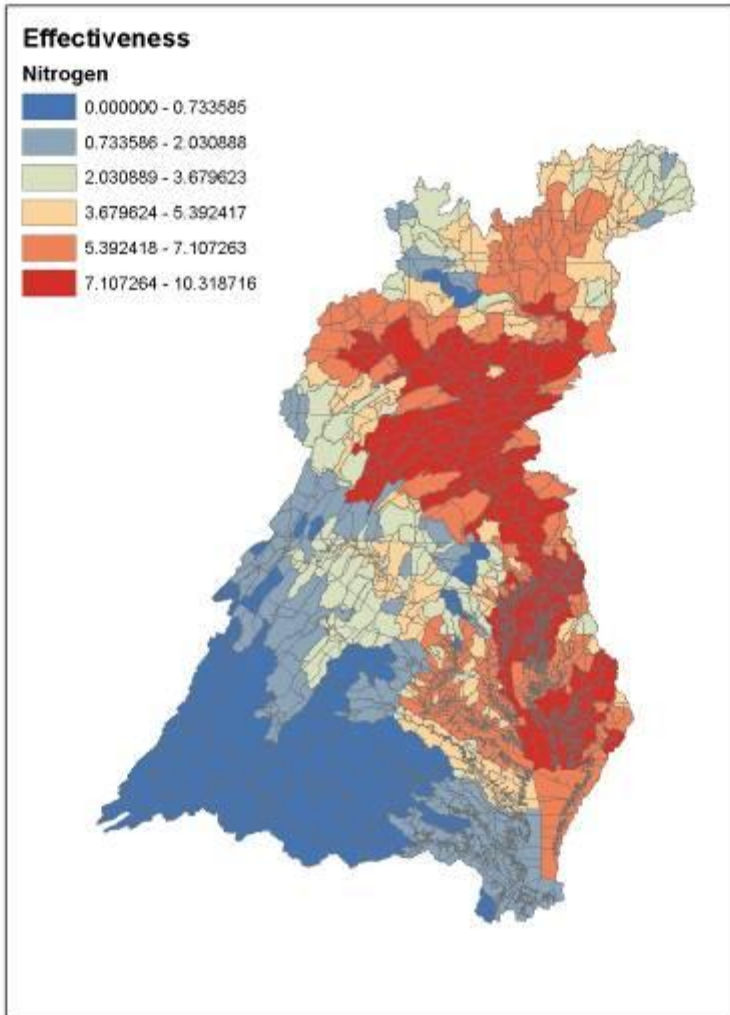 Effectiveness
Nitrogen
0.000000 - 0.733585
0.733586 - 2.030888
2.030889 - 3.679623
3.679624 - 5.392417
5.392418 - 7.107263
7.107264 - 10.318716